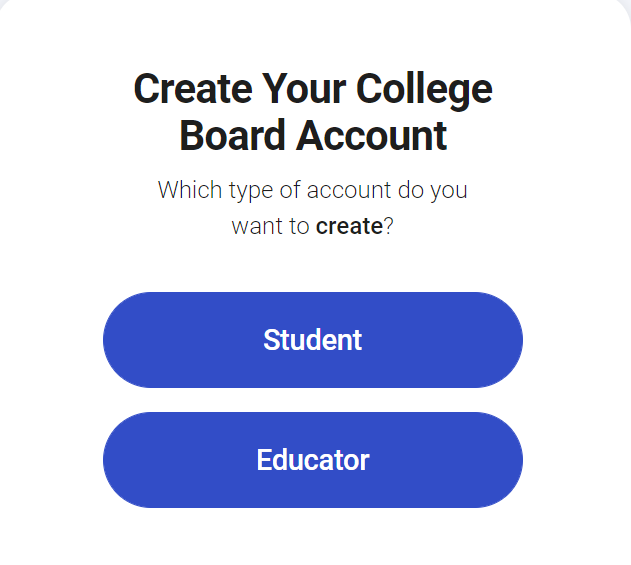 Create Your College
Board Account
Which type of account do you
want to create?
Student
Educator